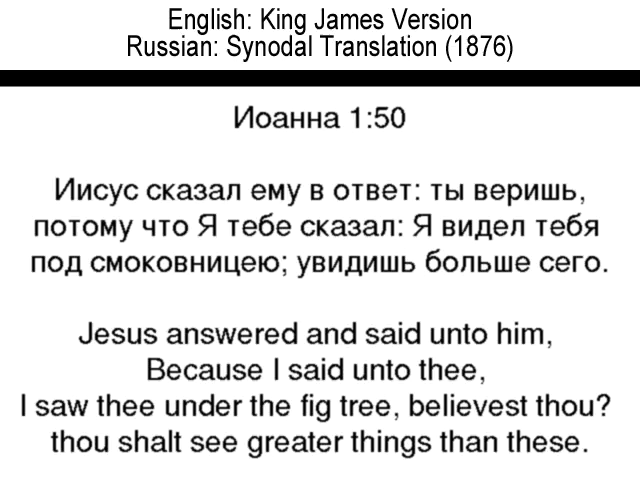 English: King James Version
Russian: Synodal Translation (1876)
Иоанна 1:50
Иисус сказал ему в ответ: ты веришь,
потому что Я тебе сказал: Я видел тебя
под смоковницею; увидишь больше сего.
Jesus answered and said unto him,
Because I said unto thee,
I saw thee under the fig tree, believest thou?
thou shalt see greater things than these.